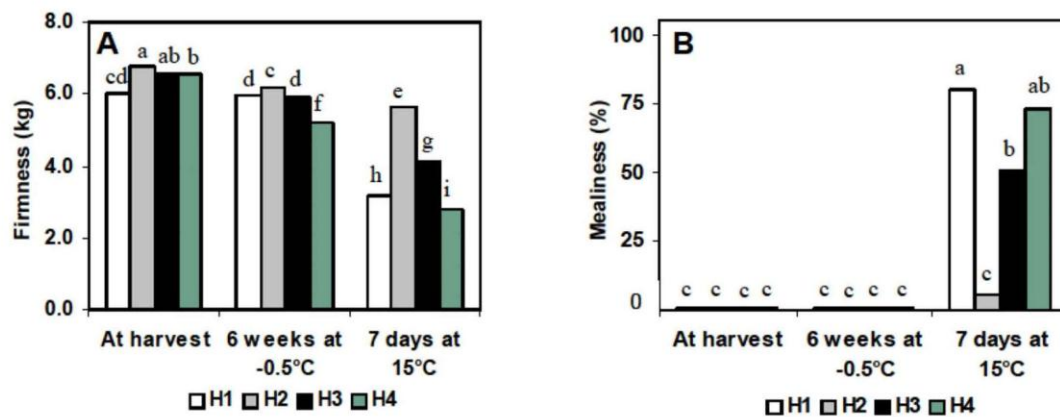 8.0
6.0
4.0
2.0
0.0
Firmness (kg)
A
cd a ab b
d c d f
h e g i
At harvest 6 weeks at -0.5°C 7 days at 15°C
H1 H2 H3 H4
100
75
50
25
0
Mealiness (%)
B
c c c c
c c c c
a c b ab
At harvest 6 weeks at -0.5°C 7 days at 15°C
H1 H2 H3 H4